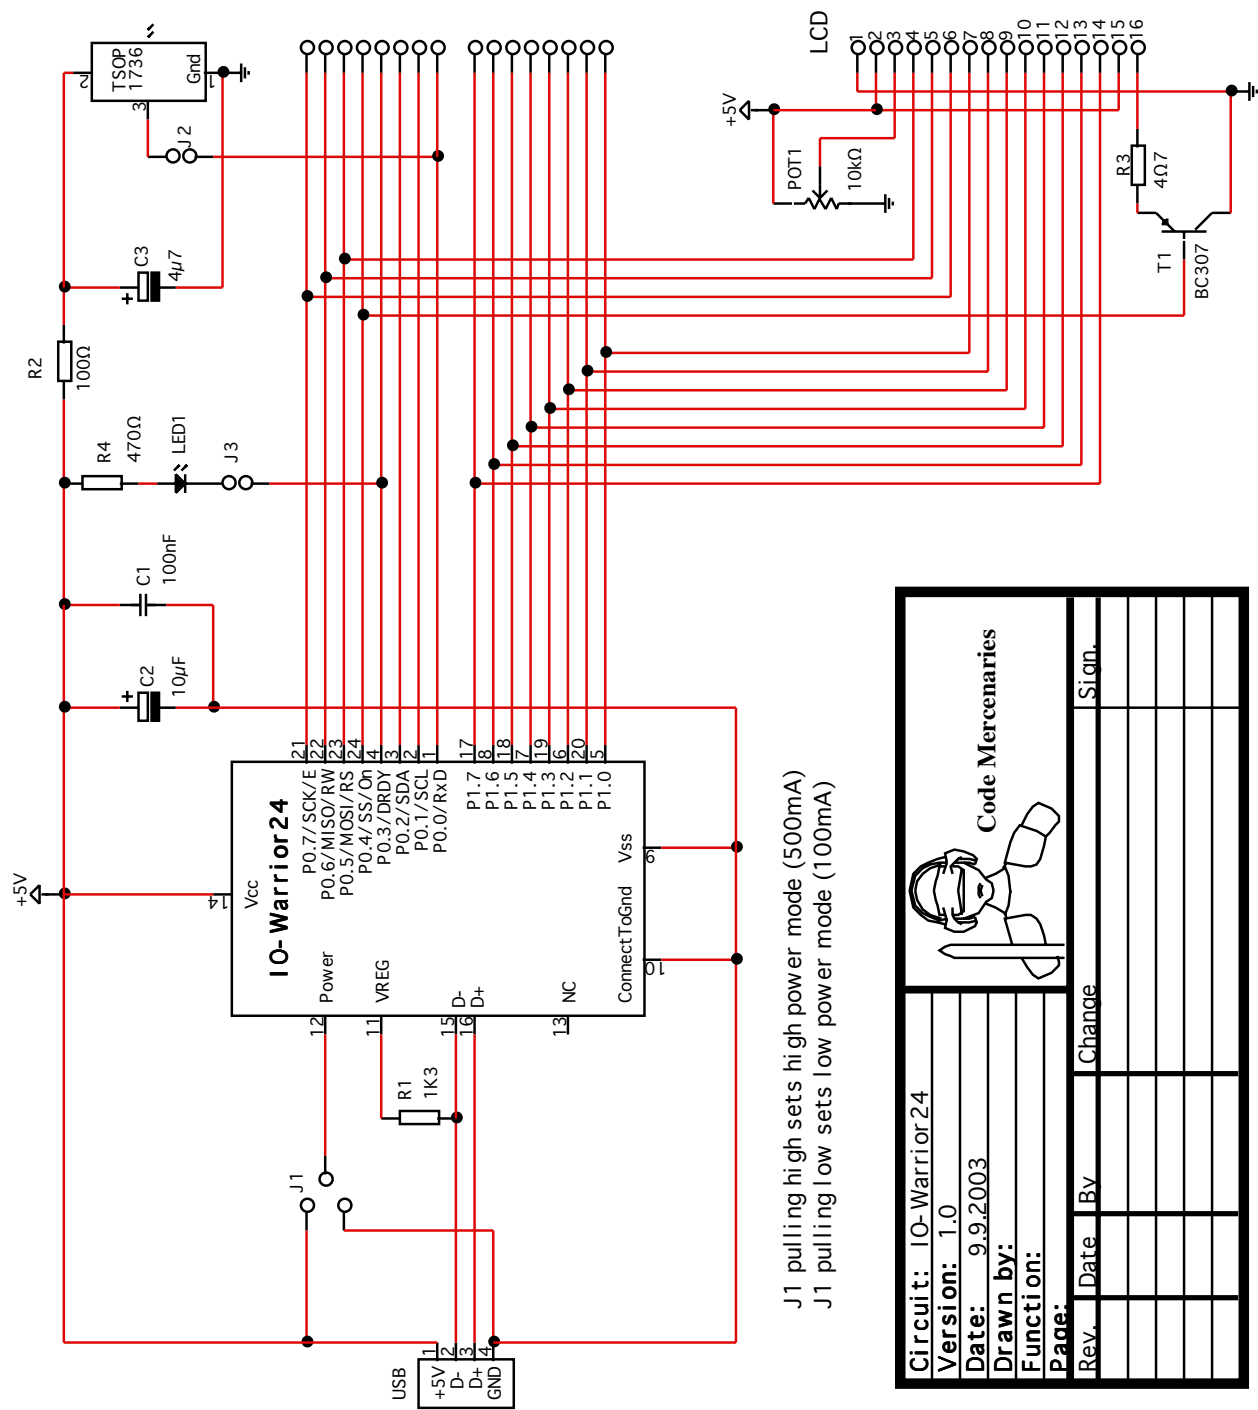 USB
+5V 1
D- 2
D+ 3
GND 4
J1
R1
1K3
+5V
IO-Warrior24
Vcc 14
Power 12
VREG 11
D- 15
D+ 16
NC 13
ConnectToGnd 10
Vss 9
P0.7/SCK/E 21
P0.6/MISO/RW 22
P0.5/MOSI/RS 23
P0.4/SS/On 24
P0.3/DRDY 4
P0.2/SDA 3
P0.1/SCL 2
P0.0/RxD 1
P1.7 17
P1.6 8
P1.5 18
P1.4 7
P1.3 19
P1.2 6
P1.1 20
P1.0 5
+ C2
10µF
C1
100nF
R4
470Ω
LED1
J3
R2
100Ω
+ C3
4µ7
J2
TSOP
1736
Gnd
2
3
1
LCD
1
2
3
4
5
6
7
8
9
10
11
12
13
14
15
16
+5V
POT1
10kΩ
R3
4Ω7
T1
BC307
J1 pulling high sets high power mode (500mA)
J1 pulling low sets low power mode (100mA)
Circuit: IO-Warrior24
Version: 1.0
Date: 9.9.2003
Drawn by:
Function:
Page:
Code Mercenaries
Rev. Date By Change Sign.